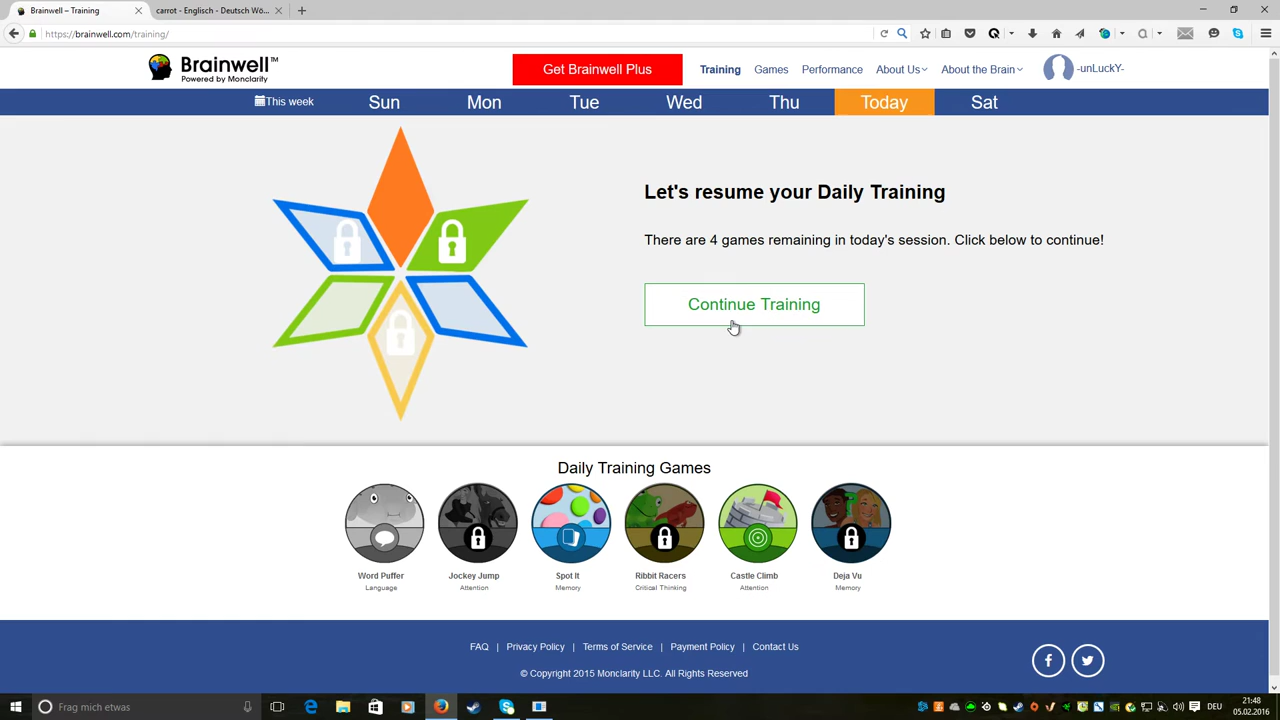 Brainwell – Training
carrot - Englisch - Deutsch Wö...
https://brainwell.com/training/
Brainwell™
Powered by Monclarity
Get Brainwell Plus
Training
Games
Performance
About Us
About the Brain
-unLuckY-
This week
Sun
Mon
Tue
Wed
Thu
Today
Sat
Let's resume your Daily Training
There are 4 games remaining in today's session. Click below to continue!
Continue Training
Daily Training Games
Word Puffer
Language
Jockey Jump
Attention
Spot It
Memory
Ribbit Racers
Critical Thinking
Castle Climb
Attention
Deja Vu
Memory
FAQ | Privacy Policy | Terms of Service | Payment Policy | Contact Us
© Copyright 2015 Monclarity LLC. All Rights Reserved
Frag mich etwas
DEU
21:48
05.02.2016